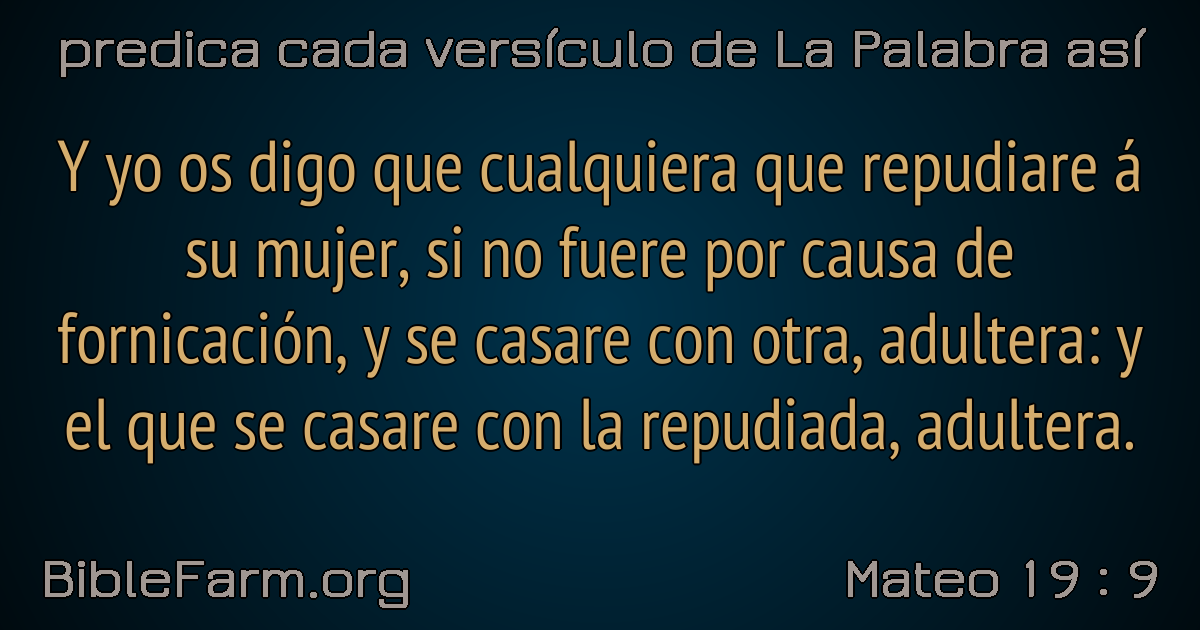 predica cada versículo de La Palabra así
Y yo os digo que cualquiera que repudiare á
su mujer, si no fuere por causa de
fornicación, y se casare con otra, adultera: y
el que se casare con la repudiada, adultera.
BibleFarm.org
Mateo 19 : 9